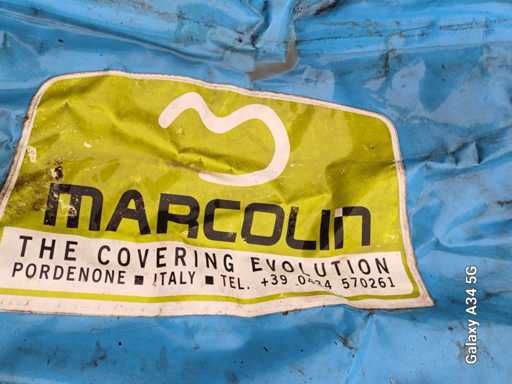 MARCOLIN
THE COVERING EVOLUTION
PORDENONE ■ ITALY ■ TEL. +39 0434 570261
Galaxy A34 5G